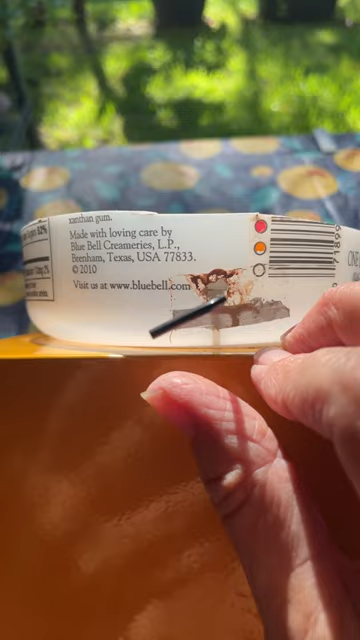 xanthan gum.
Made with loving care by
Blue Bell Creameries, L.P.,
Brenham, Texas, USA 77833.
© 2010
Visit us at www.bluebell.com